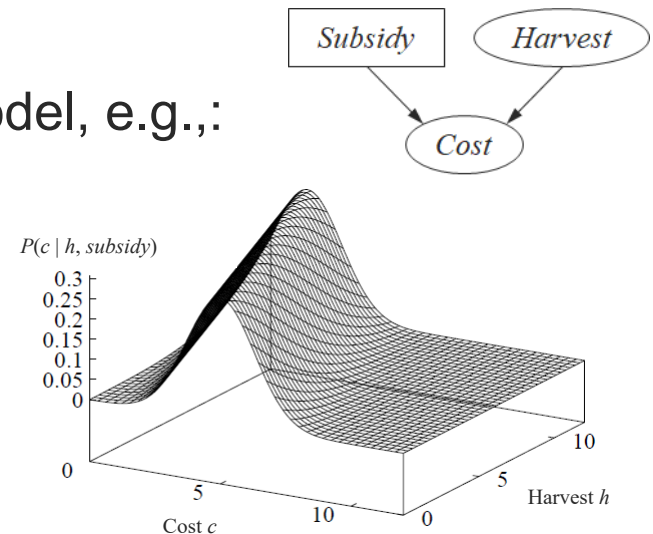 Subsidy Harvest
odel, e.g.,:
Cost
P(c | h, subsidy)
0.3
0.25
0.2
0.15
0.1
0.05
0
0
5
10
Cost c
0
5
10
Harvest h